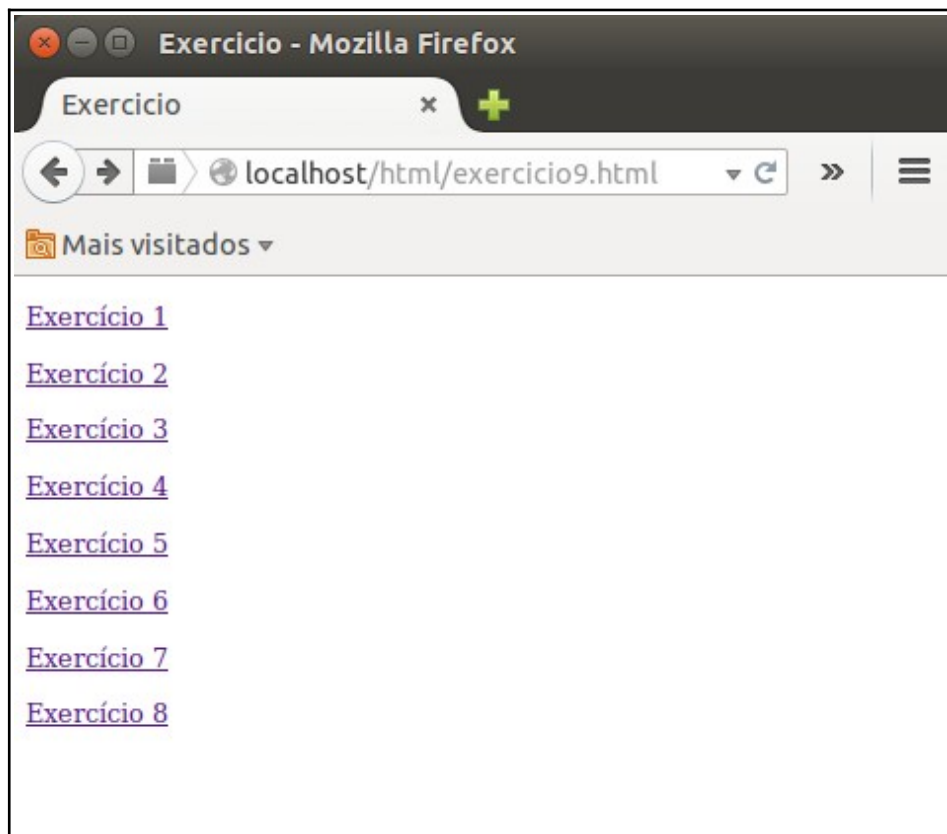 Exercicio - Mozilla Firefox
Exercicio
localhost/html/exercicio9.html
Mais visitados
Exercício 1
Exercício 2
Exercício 3
Exercício 4
Exercício 5
Exercício 6
Exercício 7
Exercício 8